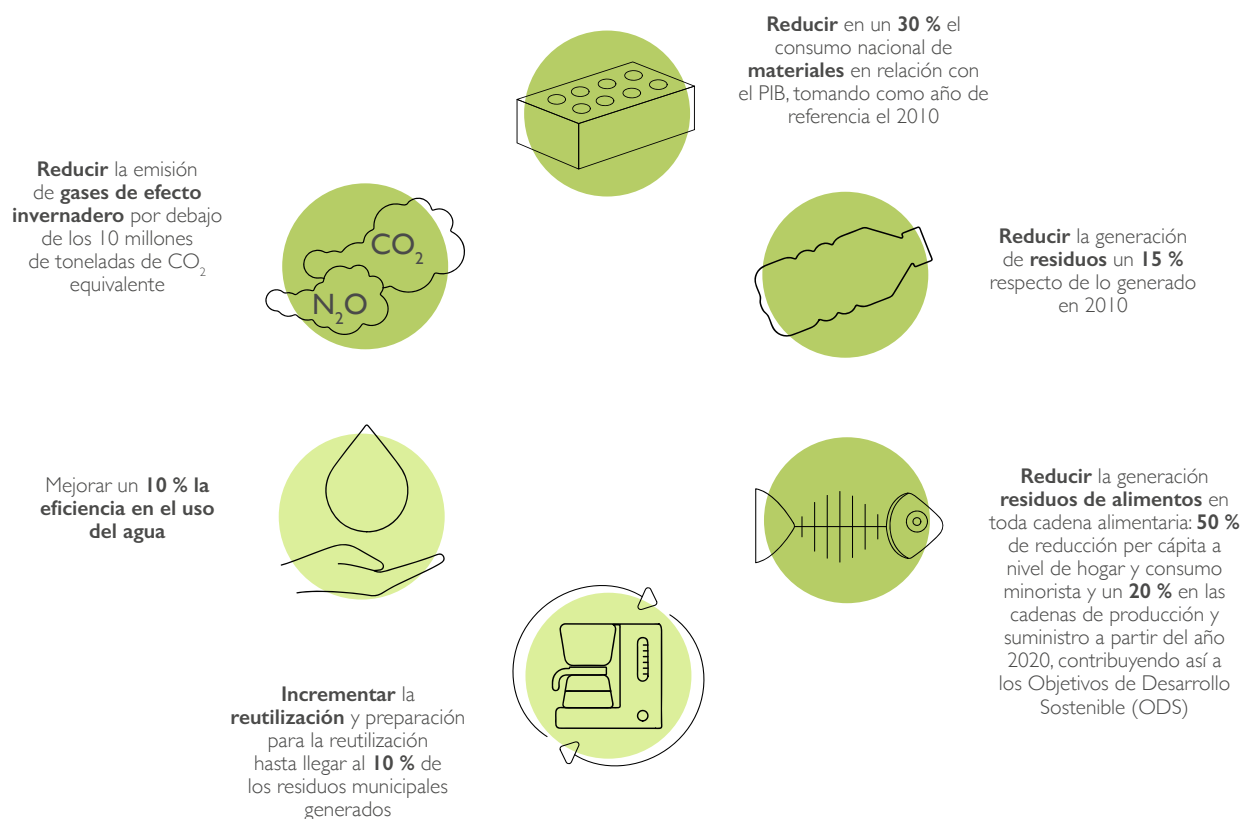 Reducir en un 30 % el
consumo nacional de
materiales en relación con
el PIB, tomando como año de
referencia el 2010
Reducir la emisión
de gases de efecto
invernadero por debajo
de los 10 millones
de toneladas de CO₂
equivalente
CO₂
N₂O
Reducir la generación
de residuos un 15 %
respecto de lo generado
en 2010
Mejorar un 10 % la
eficiencia en el uso
del agua
Reducir la generación
residuos de alimentos en
toda cadena alimentaria: 50 %
de reducción per cápita a
nivel de hogar y consumo
minorista y un 20 % en las
cadenas de producción y
suministro a partir del año
2020, contribuyendo así a
los Objetivos de Desarrollo
Sostenible (ODS)
Incrementar la
reutilización y preparación
para la reutilización
hasta llegar al 10 % de
los residuos municipales
generados